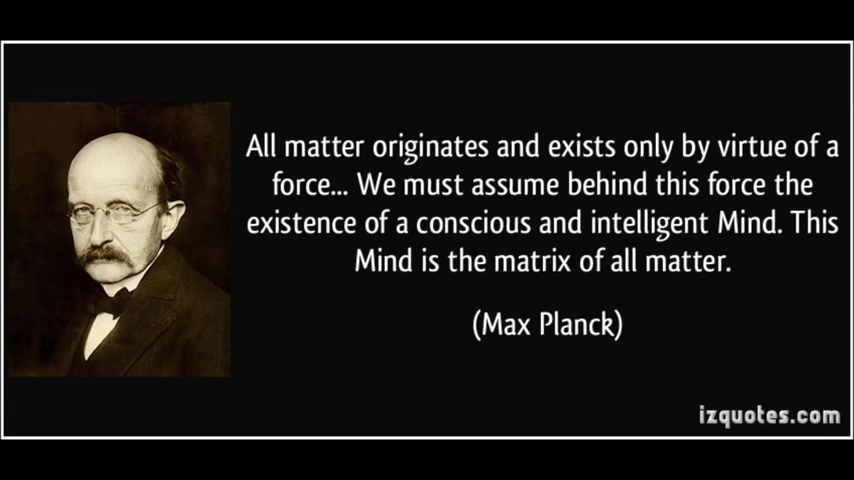 All matter originates and exists only by virtue of a
force... We must assume behind this force the
existence of a conscious and intelligent Mind. This
Mind is the matrix of all matter.
(Max Planck)
izquotes.com